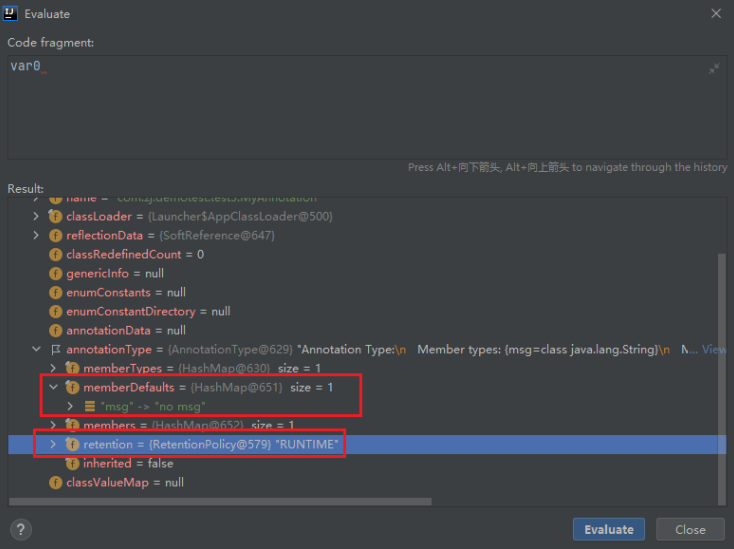 Evaluate
Code fragment:
var0
Press Alt+向下箭头, Alt+向上箭头 to navigate through the history
Result:
name = "com.zj.demotest.test5.MyAnnotation"
classLoader = {Launcher$AppClassLoader@500}
reflectionData = {SoftReference@647}
classRedefinedCount = 0
genericInfo = null
enumConstants = null
enumConstantDirectory = null
annotationData = null
annotationType = {AnnotationType@629} "Annotation Type:\n   Member types: {msg=class java.lang.String}\n   M... View
memberTypes = {HashMap@630}  size = 1
memberDefaults = {HashMap@651}  size = 1
"msg" -> "no msg"
members = {HashMap@652}  size = 1
retention = {RetentionPolicy@579} "RUNTIME"
inherited = false
classValueMap = null
?
Evaluate
Close